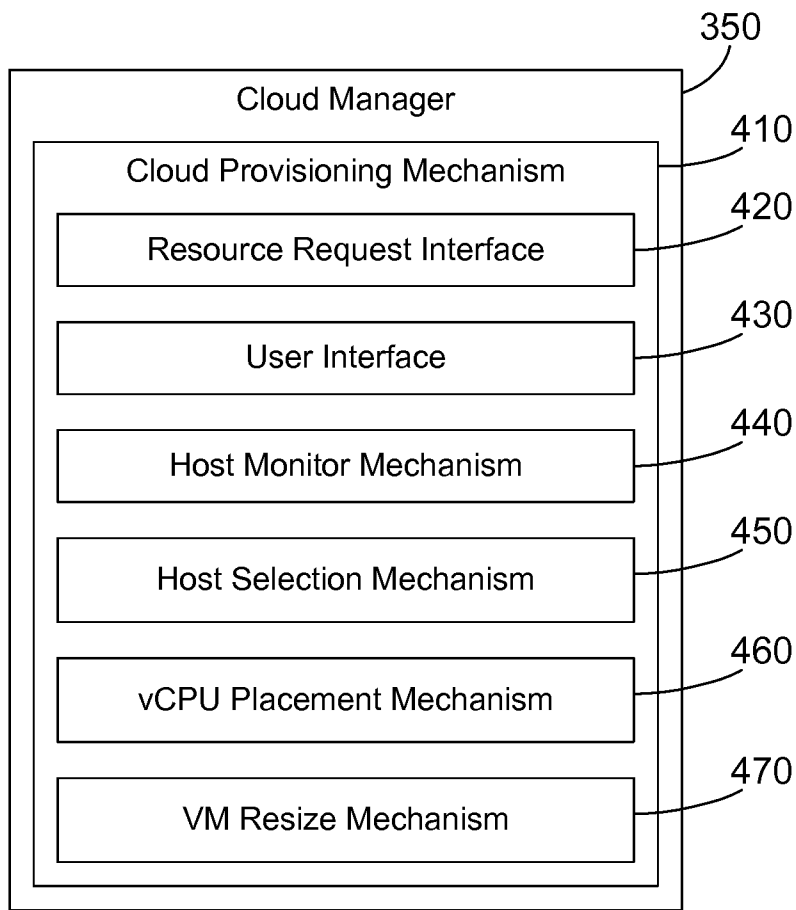 350
Cloud Manager
410
Cloud Provisioning Mechanism
420
Resource Request Interface
430
User Interface
440
Host Monitor Mechanism
450
Host Selection Mechanism
460
vCPU Placement Mechanism
470
VM Resize Mechanism